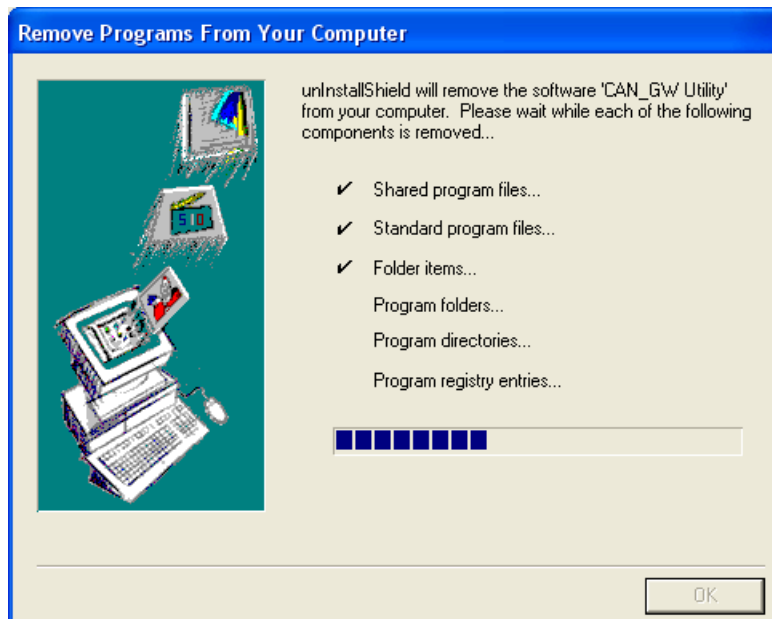 Remove Programs From Your Computer
unInstallShield will remove the software 'CAN_GW Utility'
from your computer. Please wait while each of the following
components is removed...
Shared program files...
Standard program files...
Folder items...
Program folders...
Program directories...
Program registry entries...
OK